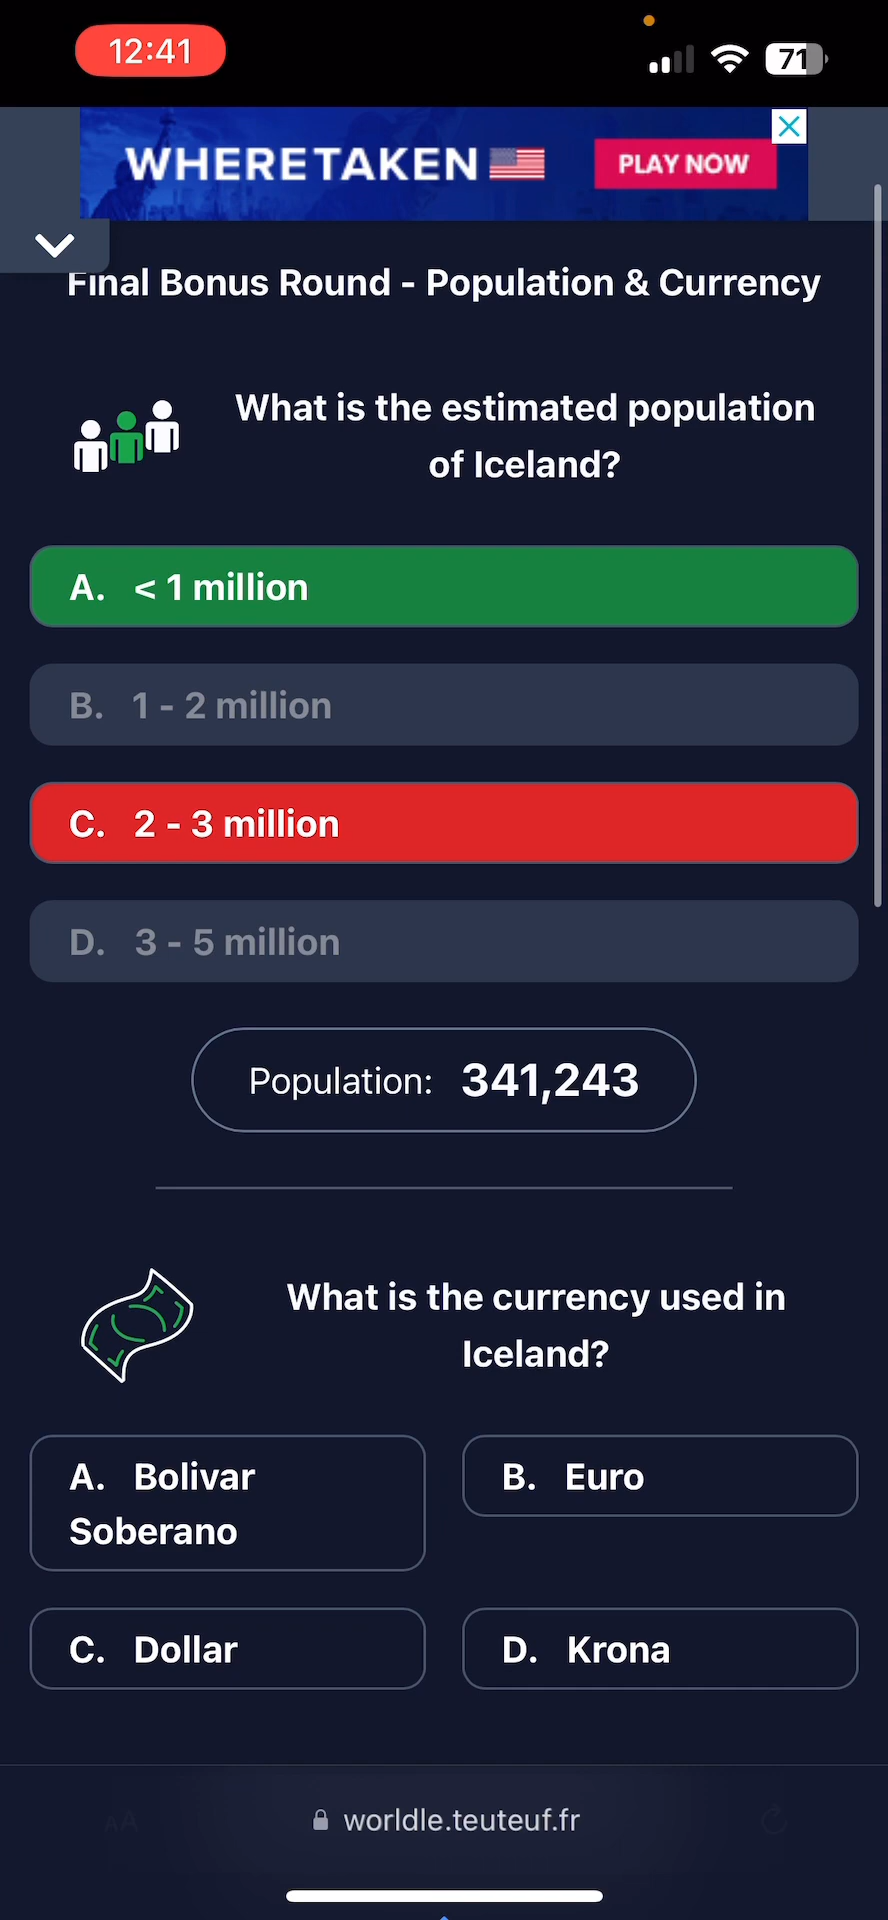 12:41
71
WHERETAKEN
PLAY NOW
Final Bonus Round - Population & Currency
What is the estimated population
of Iceland?
A. < 1 million
B. 1 - 2 million
C. 2 - 3 million
D. 3 - 5 million
Population: 341,243
What is the currency used in
Iceland?
A. Bolivar
Soberano
B. Euro
C. Dollar
D. Krona
AA
worldle.teuteuf.fr